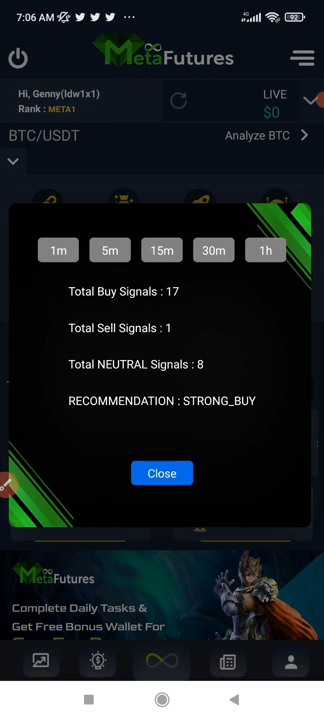 7:06 AM
4G
92
MetaFutures
Hi, Genny(ldw1x1)
Rank : META1
LIVE
$0
BTC/USDT
Analyze BTC
1m 5m 15m 30m 1h
Total Buy Signals : 17
Total Sell Signals : 1
Total NEUTRAL Signals : 8
RECOMMENDATION : STRONG_BUY
Close
MetaFutures
Complete Daily Tasks &
Get Free Bonus Wallet For